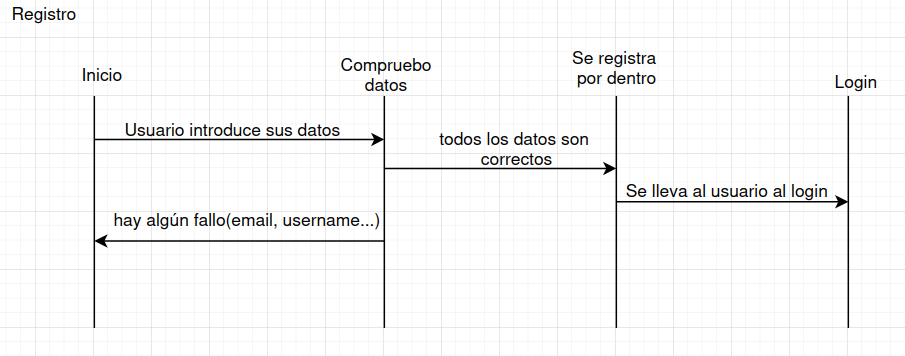 Registro
Inicio
Compruebo
datos
Se registra
por dentro
Login
Usuario introduce sus datos
todos los datos son
correctos
Se lleva al usuario al login
hay algún fallo(email, username...)